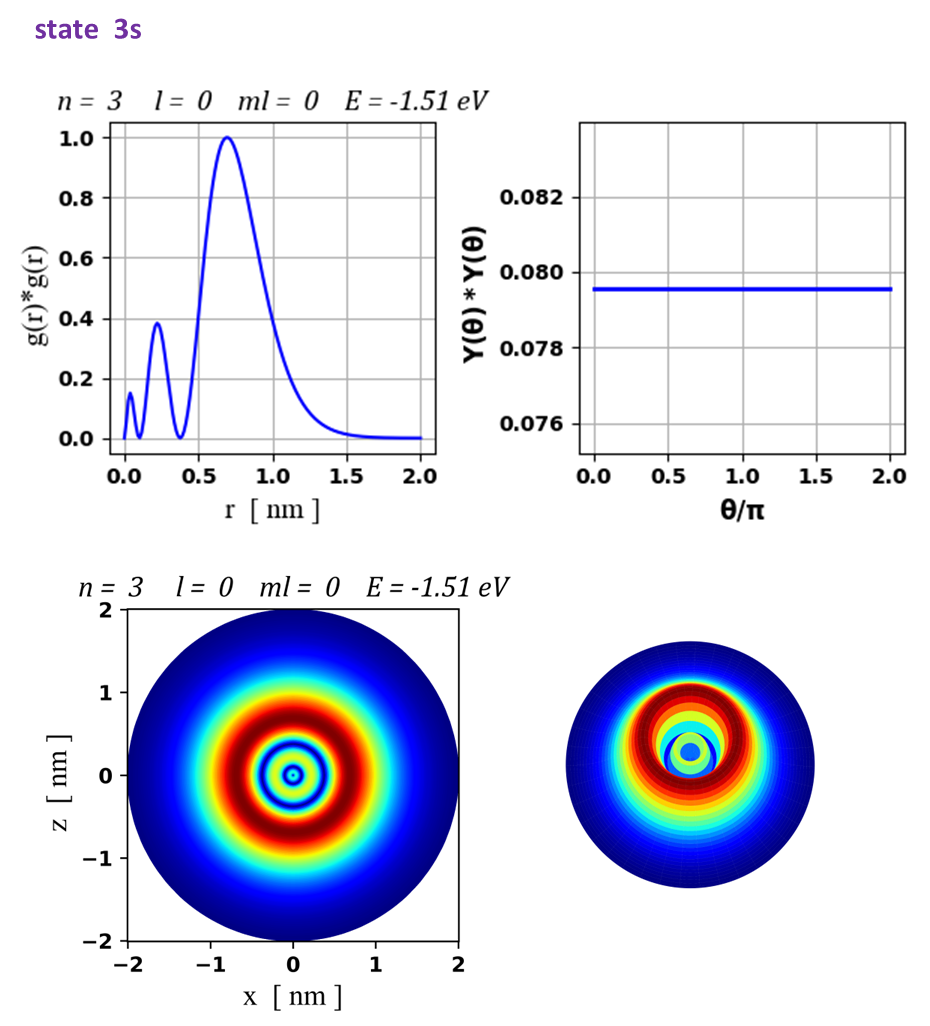 state 3s
n = 3 l = 0 ml = 0 E = -1.51 eV
1.0
0.8
0.6
0.4
0.2
0.0
g(r)*g(r)
0.0 0.5 1.0 1.5 2.0
r [ nm ]
0.082
0.080
0.078
0.076
Y(θ) * Y(θ)
0.0 0.5 1.0 1.5 2.0
θ/π
n = 3 l = 0 ml = 0 E = -1.51 eV
2
1
0
−1
−2
z [ nm ]
−2 −1 0 1 2
x [ nm ]